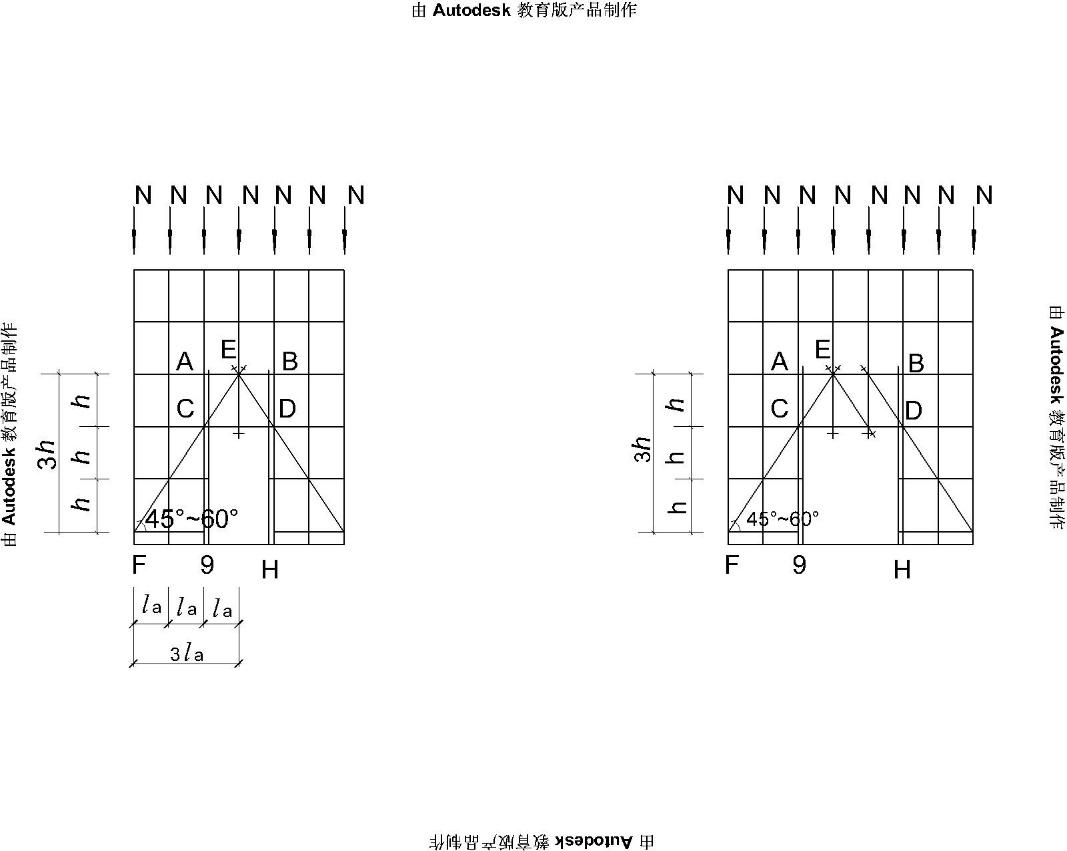 由 Autodesk 教育版产品制作
N N N N N N N
N N N N N N N N
由 Autodesk 教育版产品制作
由 Autodesk 教育版产品制作
A E B
C D
h
h
h
3h
45°~60°
F 9 H
la la la
3la
A E B
C D
h
h
h
3h
45°~60°
F 9 H
由 Autodesk 教育版产品制作